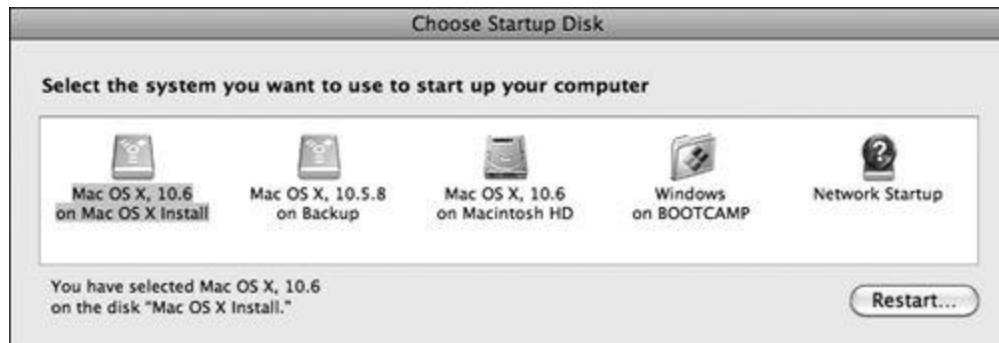 Choose Startup Disk
Select the system you want to use to start up your computer
Mac OS X, 10.6
on Mac OS X Install
Mac OS X, 10.5.8
on Backup
Mac OS X, 10.6
on Macintosh HD
Windows
on BOOTCAMP
Network Startup
You have selected Mac OS X, 10.6
on the disk “Mac OS X Install.”
Restart...